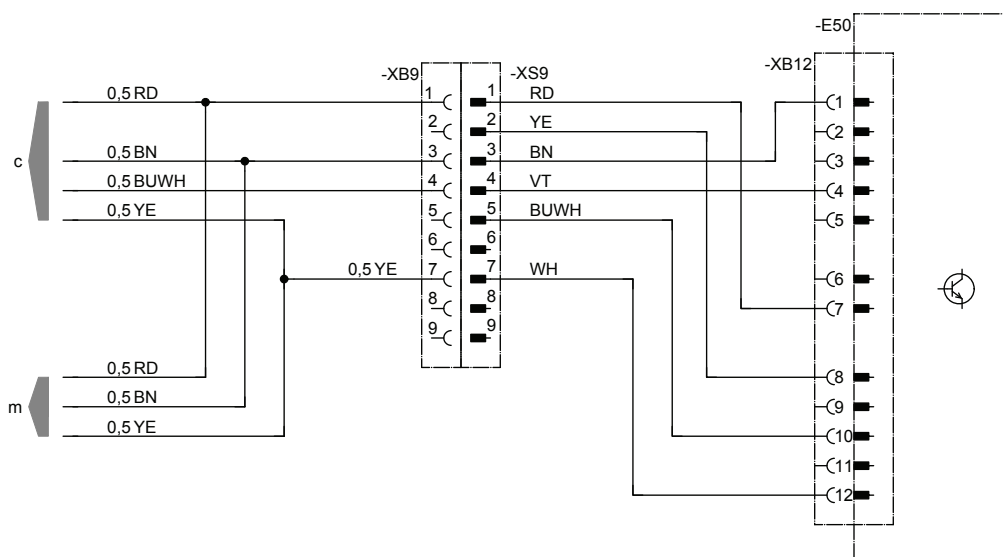 -E50
-XB9 -XS9 -XB12
0,5 RD 1 1 RD 1
2 2 YE 2
c 0,5 BN 3 3 BN 3
0,5 BUWH 4 4 VT 4
0,5 YE 5 5 BUWH 5
6 6
0,5 YE 7 7 WH 6
8 8 7
9 9
0,5 RD 8
m 0,5 BN 9
0,5 YE 10
11
12